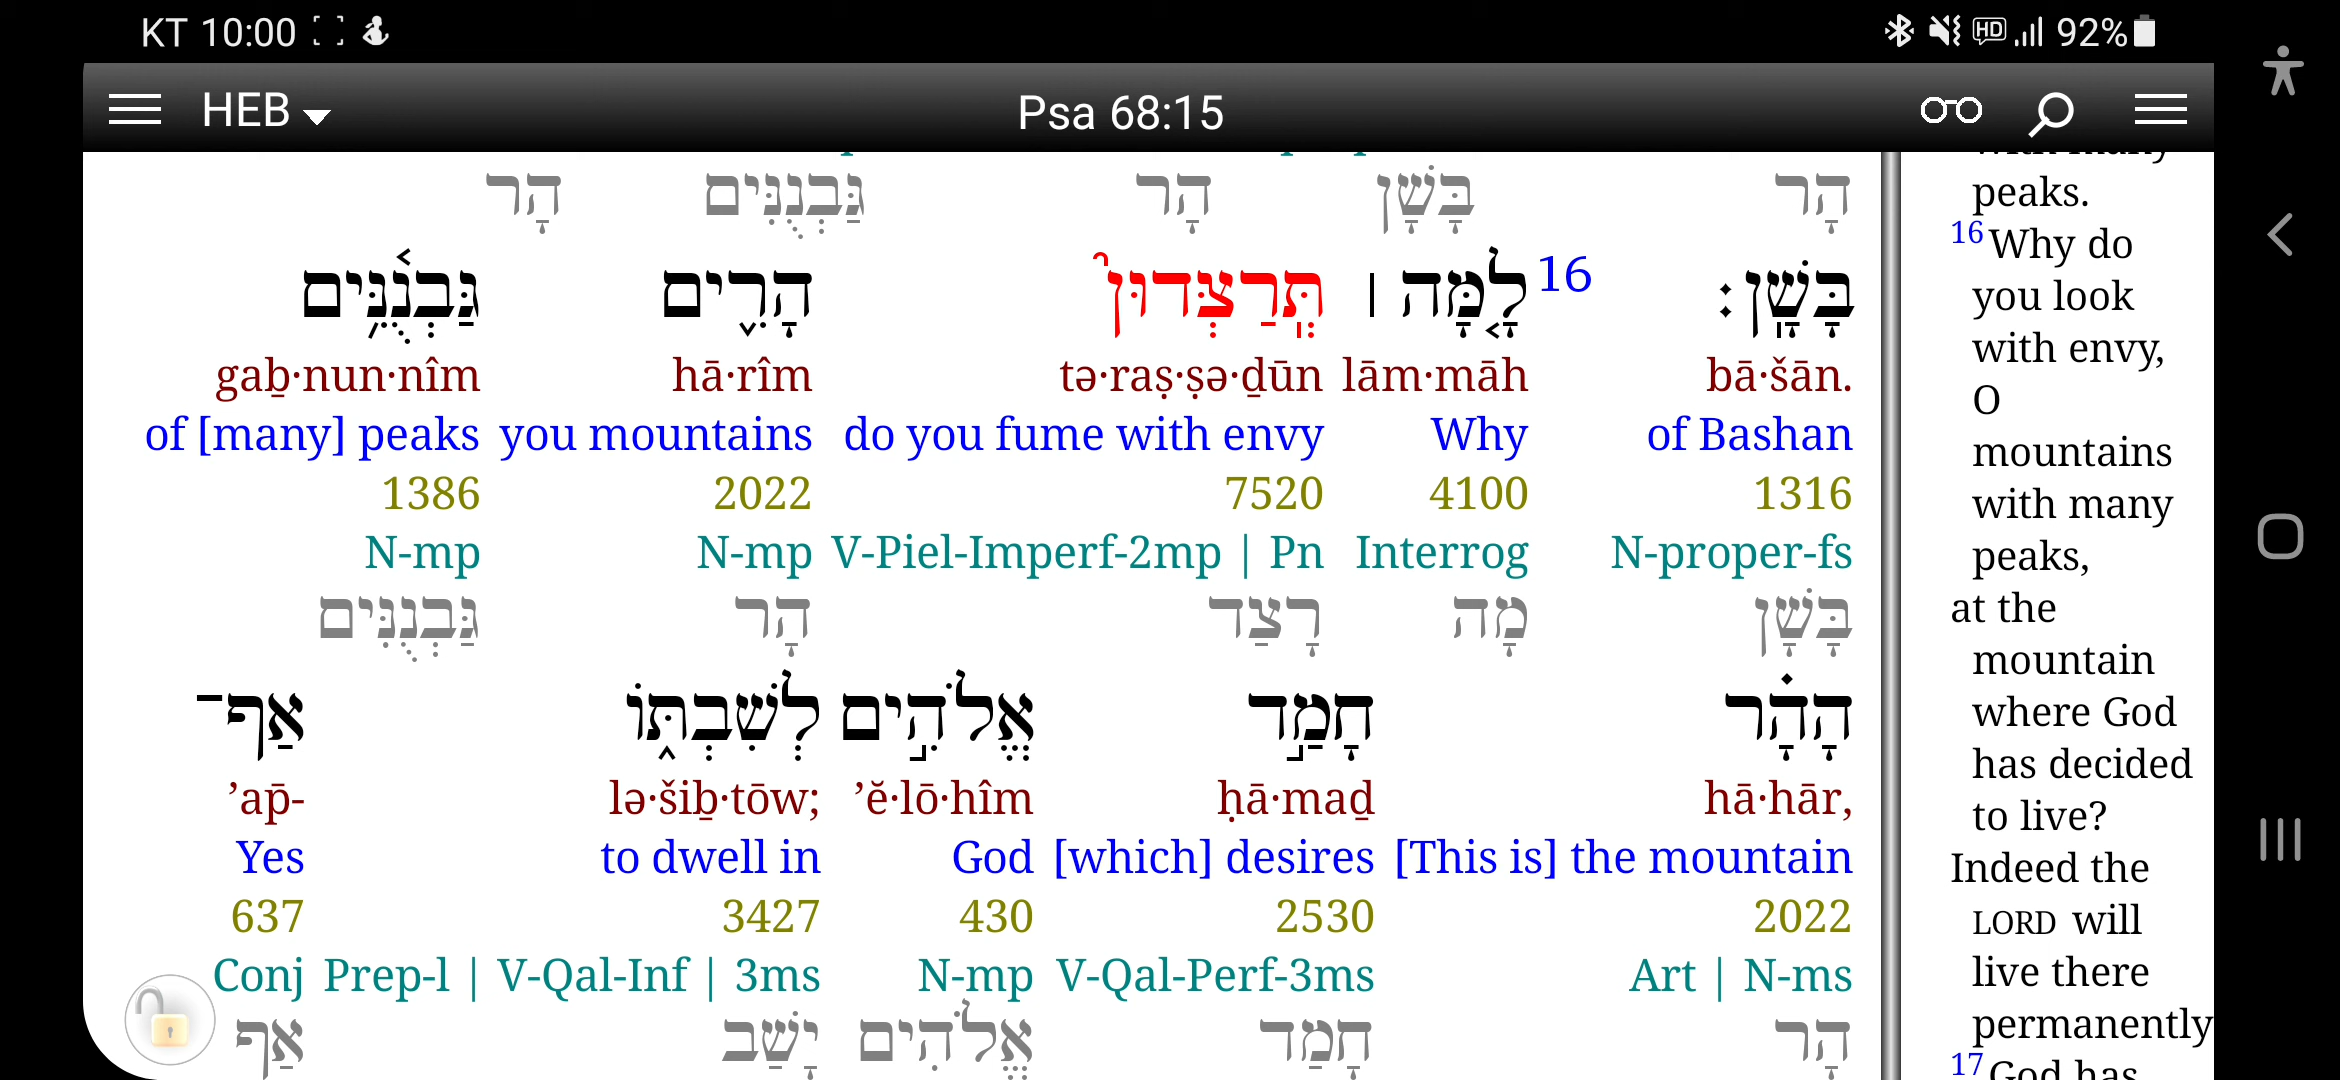 KT 10:00 92%
HEB Psa 68:15
הָר בָּשָׁן הָר גַּבְנֻנִּים הָר
בָּשָֽׁן׃ 16 לָ֤מָּה ׀ תְּֽרַצְּדוּן֮ הָרִ֪ים גַּבְנֻ֫נִּ֥ים
bā·šān. lām·māh tə·raṣ·ṣə·ḏūn hā·rîm gaḇ·nun·nîm
of Bashan Why do you fume with envy you mountains of [many] peaks
1316 4100 7520 2022 1386
N-proper-fs Interrog V-Piel-Imperf-2mp | Pn N-mp N-mp
בָּשָׁן מָה רָצַד הָר גַּבְנֻנִּים
הָהָ֗ר חָמַ֣ד אֱלֹהִ֣ים לְשִׁבְתּ֑וֹ אַף־
hā·hār, ḥā·maḏ ’ĕ·lō·hîm lə·šiḇ·tōw; ’ap̄-
[This is] the mountain [which] desires God to dwell in Yes
2022 2530 430 3427 637
Art | N-ms V-Qal-Perf-3ms N-mp Prep-l | V-Qal-Inf | 3ms Conj
הָר חָמַד אֱלֹהִים יָשַׁב אַף
with many
peaks.
16 Why do
you look
with envy,
O
mountains
with many
peaks,
at the
mountain
where God
has decided
to live?
Indeed the
LORD will
live there
permanently
17 God has